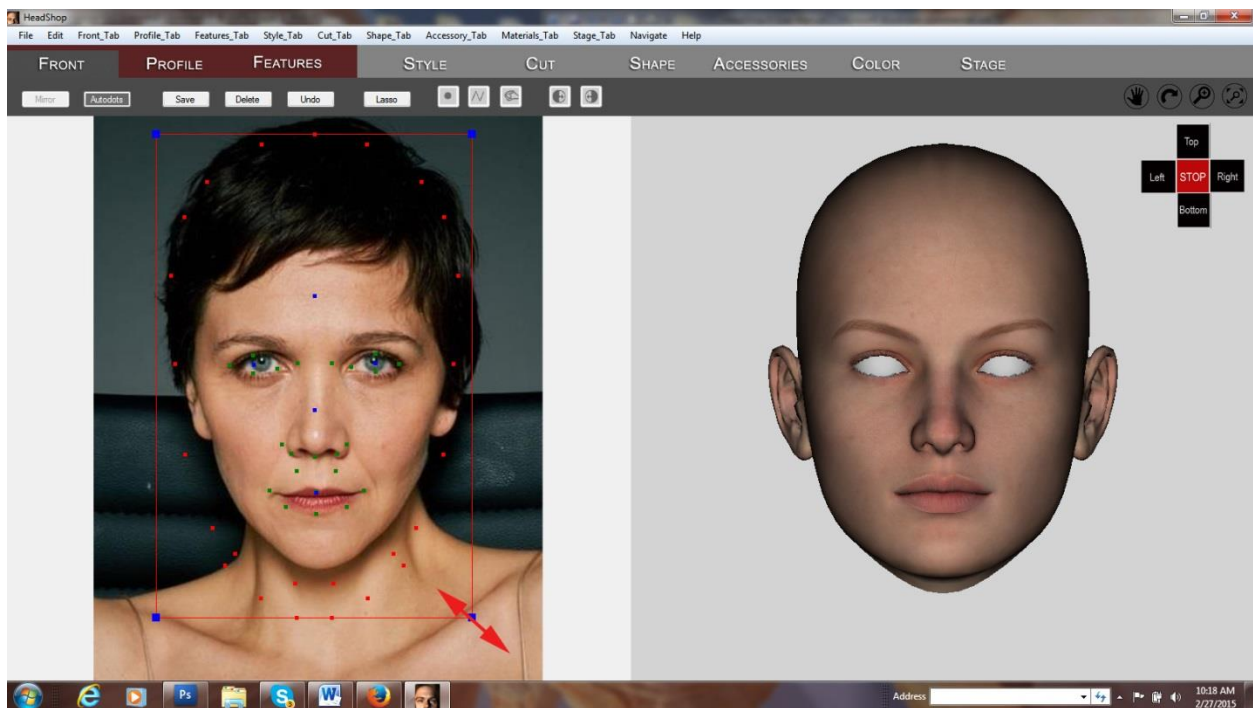 HeadShop
File Edit Front_Tab Profile_Tab Features_Tab Style_Tab Cut_Tab Shape_Tab Accessory_Tab Materials_Tab Stage_Tab Navigate Help
FRONT PROFILE FEATURES STYLE CUT SHAPE ACCESSORIES COLOR STAGE
Mirror Autodots Save Delete Undo Lasso
Top
Left STOP Right
Bottom
Ps S W
Address
10:18 AM
2/27/2015